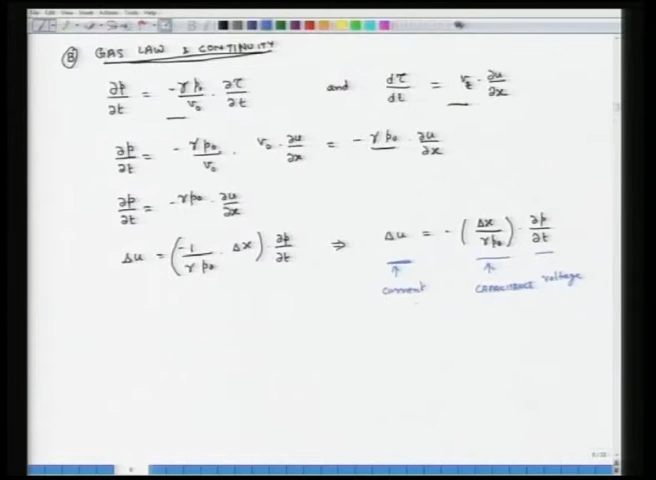 B GAS LAW & CONTINUITY
∂p/∂t = -γp₀/V₀ · ∂τ/∂t and dτ/dt = V₀ · ∂u/∂x
∂p/∂t = - γp₀/V₀ · V₀ · ∂u/∂x = - γp₀ · ∂u/∂x
∂p/∂t = -γp₀ · ∂u/∂x
Δu = (-1/γp₀ · Δx) · ∂p/∂t ⇒ Δu = - (Δx/γp₀) · ∂p/∂t
↑ ↑
current CAPACITANCE voltage